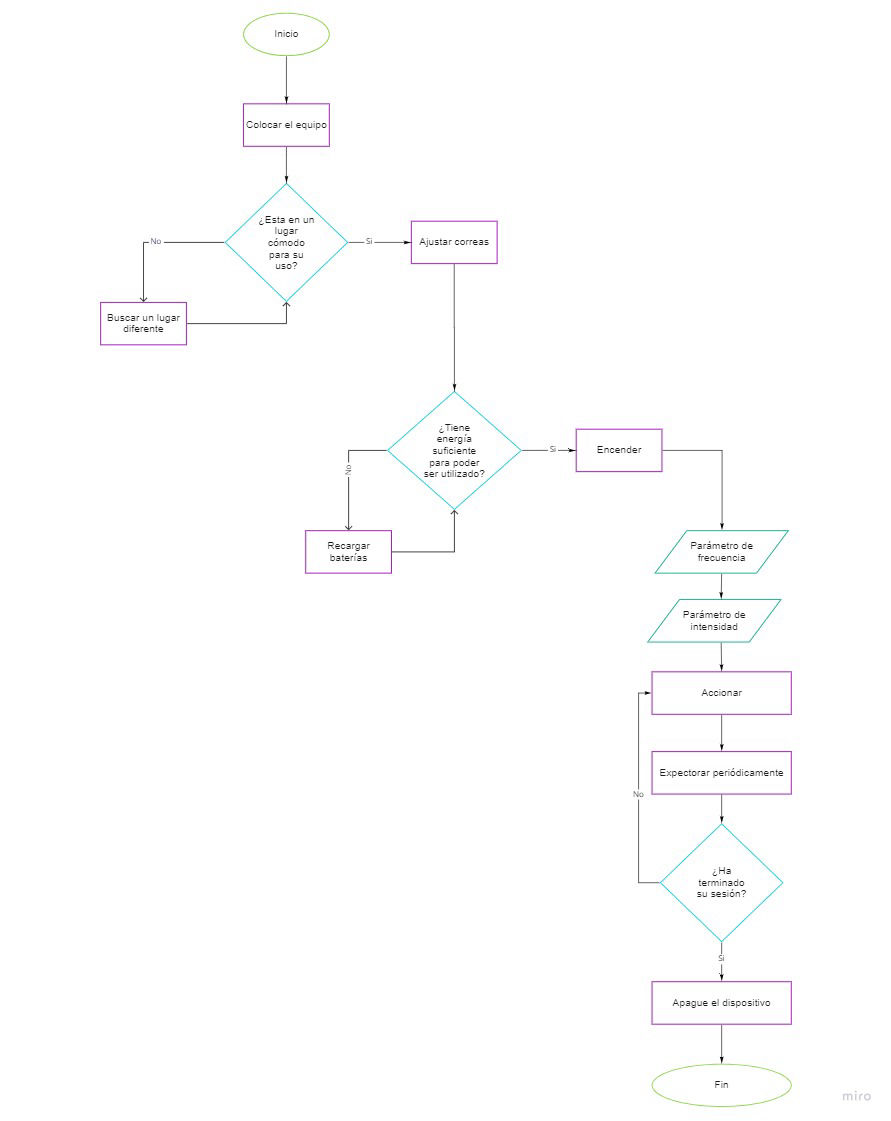 Inicio
Colocar el equipo
¿Esta en un
lugar
cómodo
para su
uso?
No
Si
Ajustar correas
Buscar un lugar
diferente
¿Tiene
energía
suficiente
para poder
ser utilizado?
No
Si
Encender
Recargar
baterías
Parámetro de
frecuencia
Parámetro de
intensidad
Accionar
Expectorar periódicamente
No
¿Ha
terminado
su sesión?
Si
Apague el dispositivo
Fin
miro